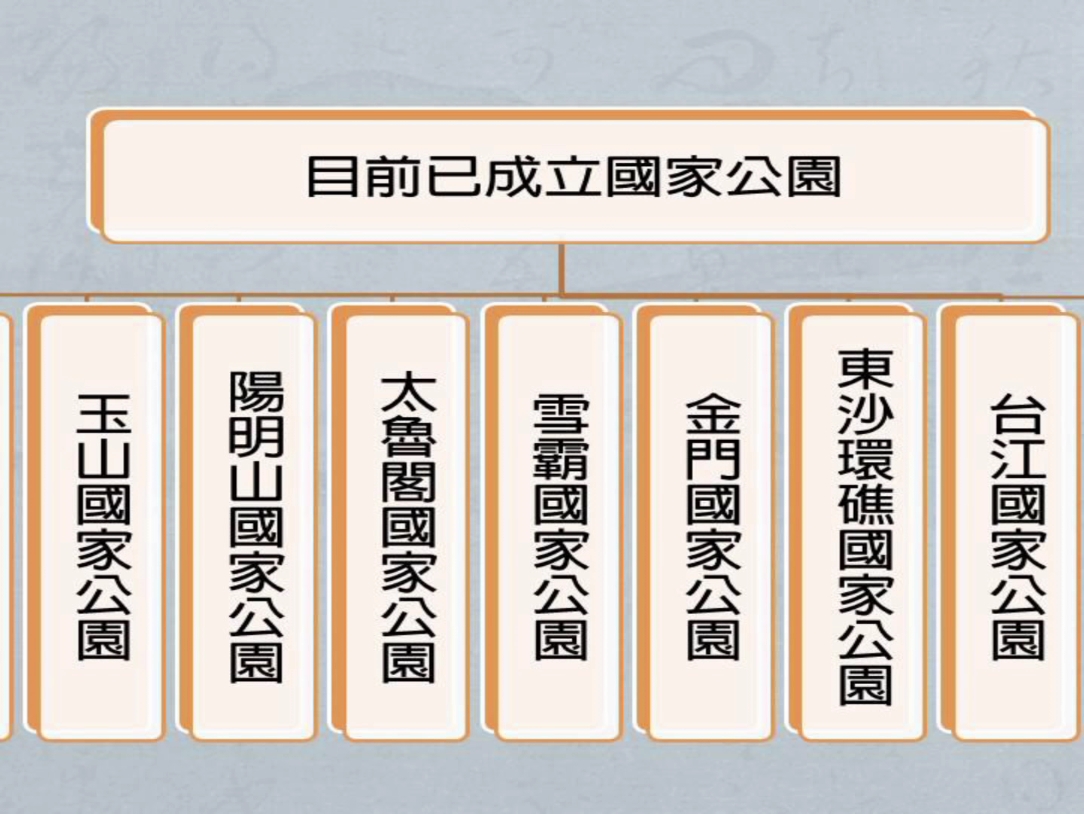 目前已成立國家公園
玉山國家公園
陽明山國家公園
太魯閣國家公園
雪霸國家公園
金門國家公園
東沙環礁國家公園
台江國家公園